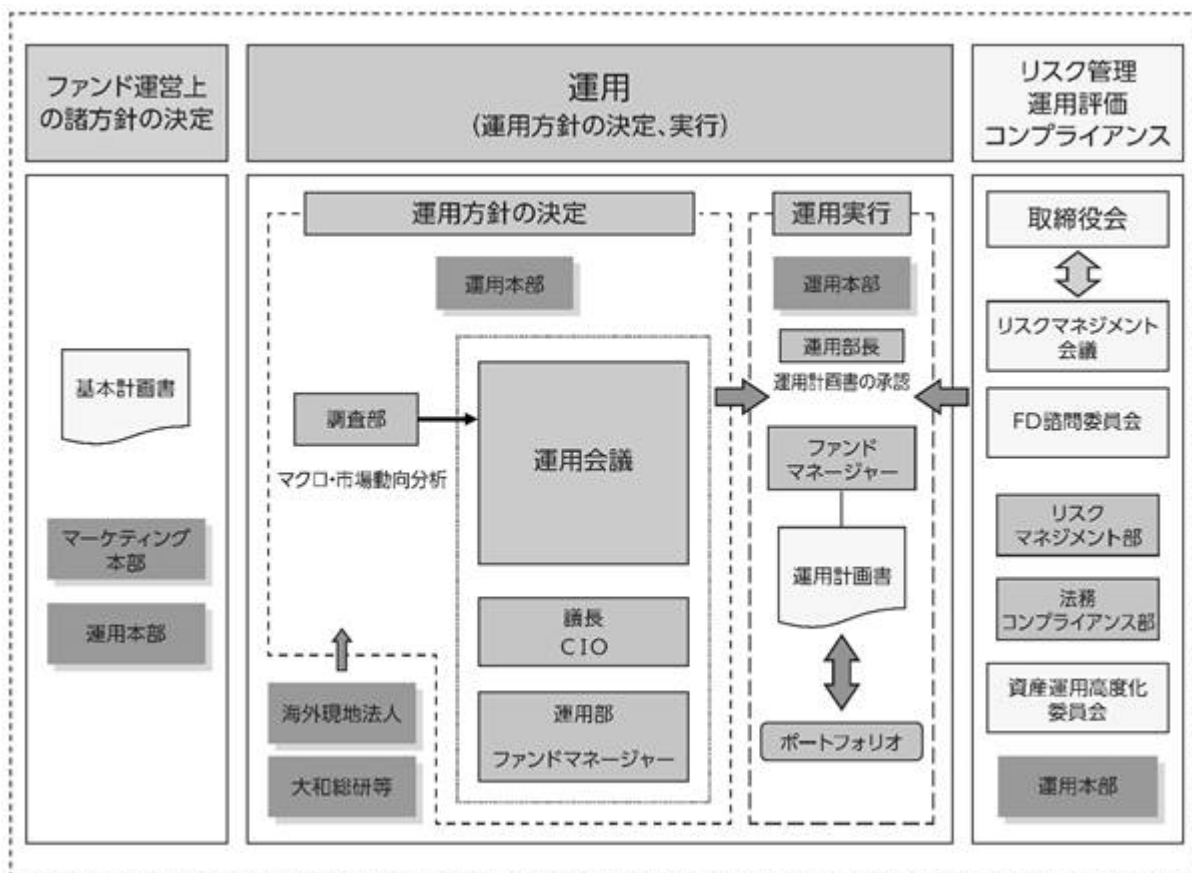 ファンド運営上
の諸方針の決定
運用
(運用方針の決定、実行)
リスク管理
運用評価
コンプライアンス
基本計画書
マーケティング
本部
運用本部
運用方針の決定
運用本部
調査部
マクロ・市場動向分析
運用会議
議長
CIO
運用部
ファンドマネージャー
海外現地法人
大和総研等
運用実行
運用本部
運用部長
運用計画書の承認
ファンド
マネージャー
運用計画書
ポートフォリオ
取締役会
リスクマネジメント
会議
FD諮問委員会
リスク
マネジメント部
法務
コンプライアンス部
資産運用高度化
委員会
運用本部